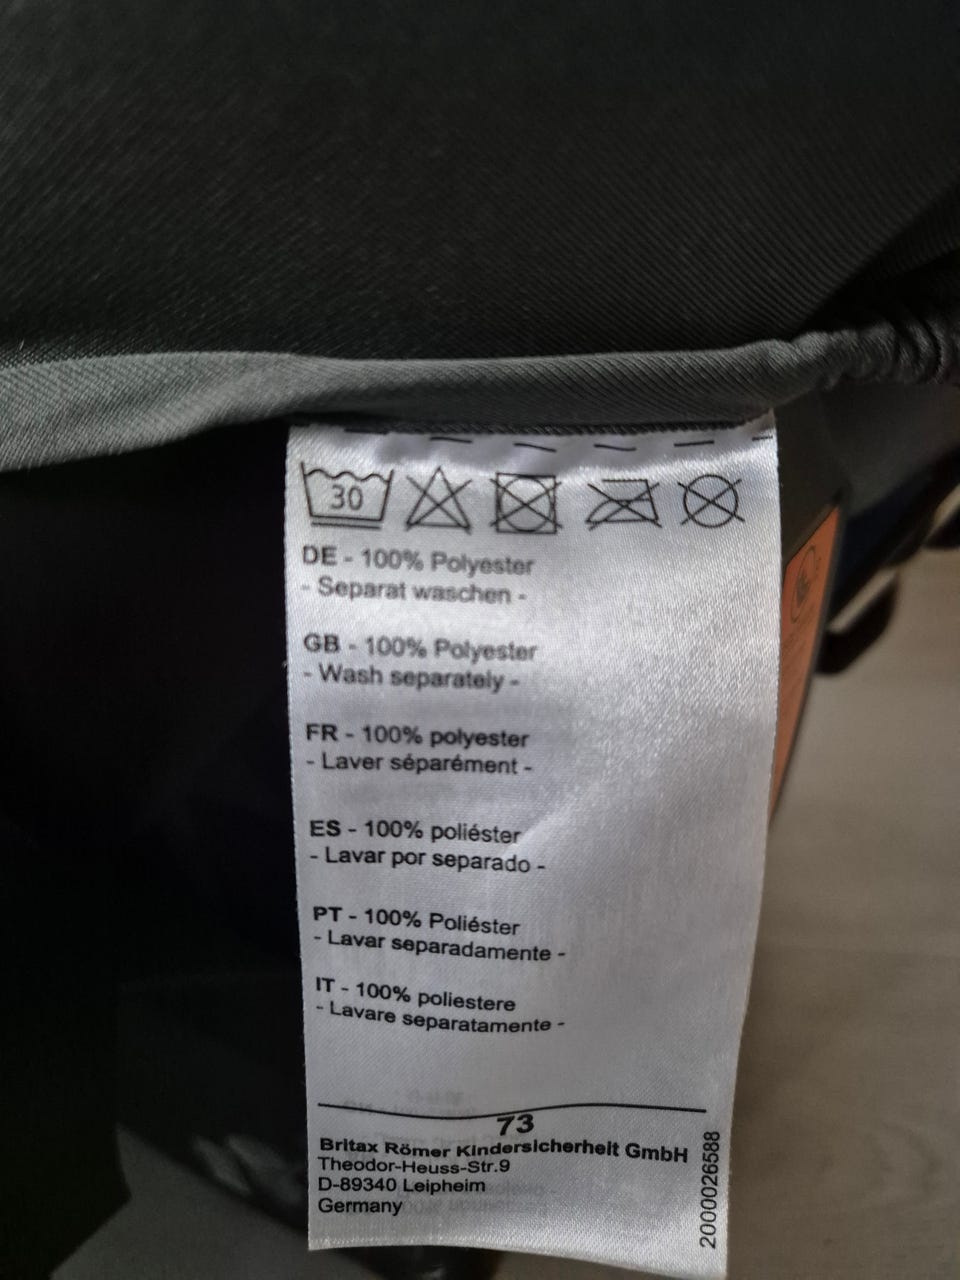 30
DE - 100% Polyester
- Separat waschen -
GB - 100% Polyester
- Wash separately -
FR - 100% polyester
- Laver séparément -
ES - 100% poliéster
- Lavar por separado -
PT - 100% Poliéster
- Lavar separadamente -
IT - 100% poliestere
- Lavare separatamente -
73
Britax Römer Kindersicherheit GmbH
Theodor-Heuss-Str.9
D-89340 Leipheim
Germany
2000026588